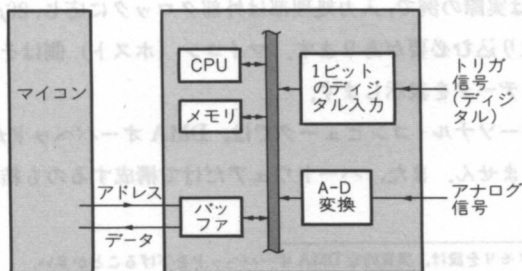 マイコン
アドレス
データ
CPU
メモリ
バッファ
1ビット
のディジ
タル入力
A-D
変換
トリガ
信号
(ディジ
タル)
アナログ
信号